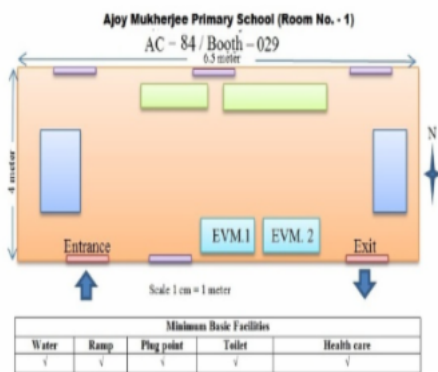 Ajoy Mukherjee Primary School (Room No. - 1)
AC - 84 / Booth - 029
6.5 meter
4 meter
N
EVM.1 EVM. 2
Entrance Exit
Scale 1 cm = 1 meter
Minimum Basic Facilities
Water Ramp Plug point Toilet Health care
√ √ √ √ √